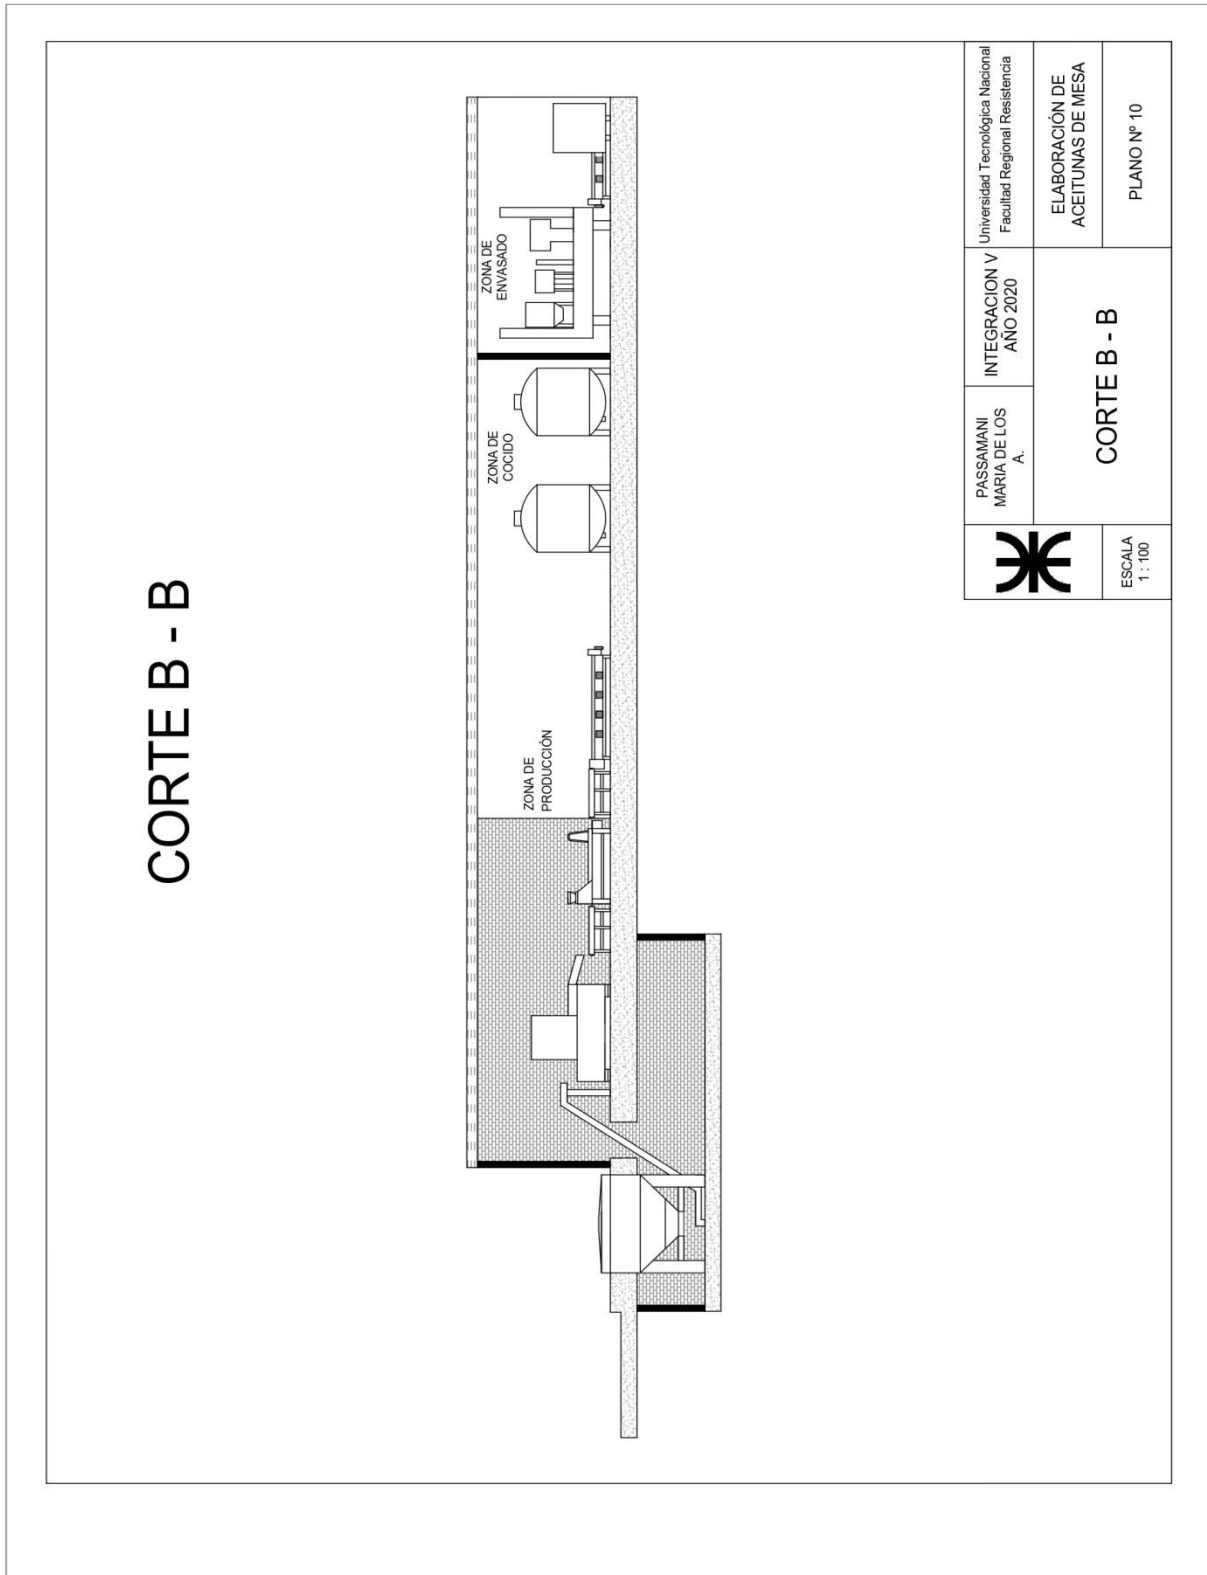 CORTE B - B
ZONA DE
PRODUCCIÓN
ZONA DE
COCIDO
ZONA DE
ENVASADO
PASSAMANI
MARIA DE LOS
A.
INTEGRACION V
AÑO 2020
Universidad Tecnológica Nacional
Facultad Regional Resistencia
ELABORACIÓN DE
ACEITUNAS DE MESA
ESCALA
1 : 100
CORTE B - B
PLANO Nº 10